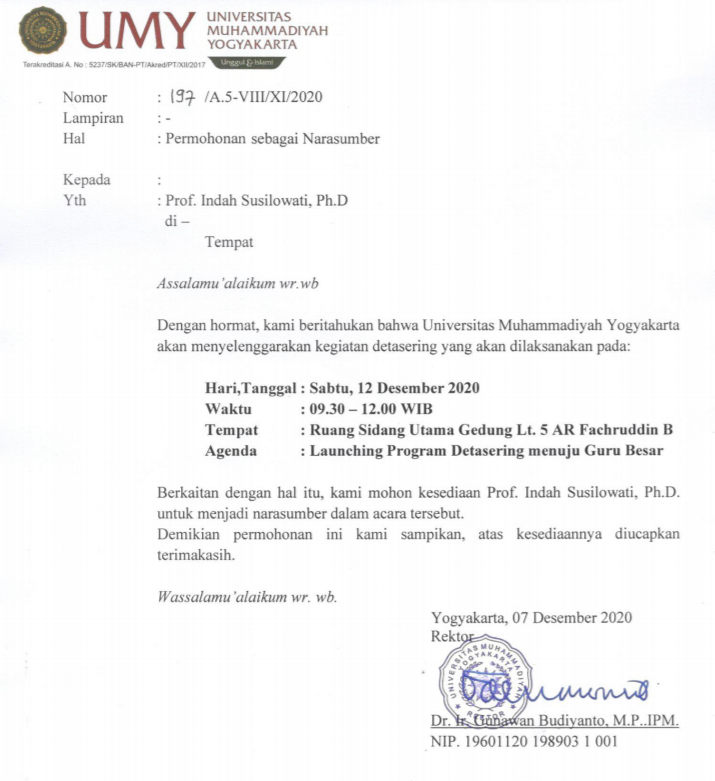 UMY UNIVERSITAS
MUHAMMADIYAH
YOGYAKARTA
Terakreditasi A. No : 5237/SK/BAN-PT/Akred/PT/XII/2017
Unggul & Islami
Nomor : 197 /A.5-VIII/XI/2020
Lampiran : -
Hal : Permohonan sebagai Narasumber
Kepada :
Yth : Prof. Indah Susilowati, Ph.D
di –
Tempat
Assalamu’alaikum wr.wb
Dengan hormat, kami beritahukan bahwa Universitas Muhammadiyah Yogyakarta
akan menyelenggarakan kegiatan detasering yang akan dilaksanakan pada:
Hari,Tanggal : Sabtu, 12 Desember 2020
Waktu : 09.30 – 12.00 WIB
Tempat : Ruang Sidang Utama Gedung Lt. 5 AR Fachruddin B
Agenda : Launching Program Detasering menuju Guru Besar
Berkaitan dengan hal itu, kami mohon kesediaan Prof. Indah Susilowati, Ph.D.
untuk menjadi narasumber dalam acara tersebut.
Demikian permohonan ini kami sampikan, atas kesediaannya diucapkan
terimakasih.
Wassalamu’alaikum wr. wb.
Yogyakarta, 07 Desember 2020
Rektor
UNIVERSITAS MUHAMMADIYAH
YOGYAKARTA
REKTOR
Dr. Ir. Gunawan Budiyanto, M.P..IPM.
NIP. 19601120 198903 1 001